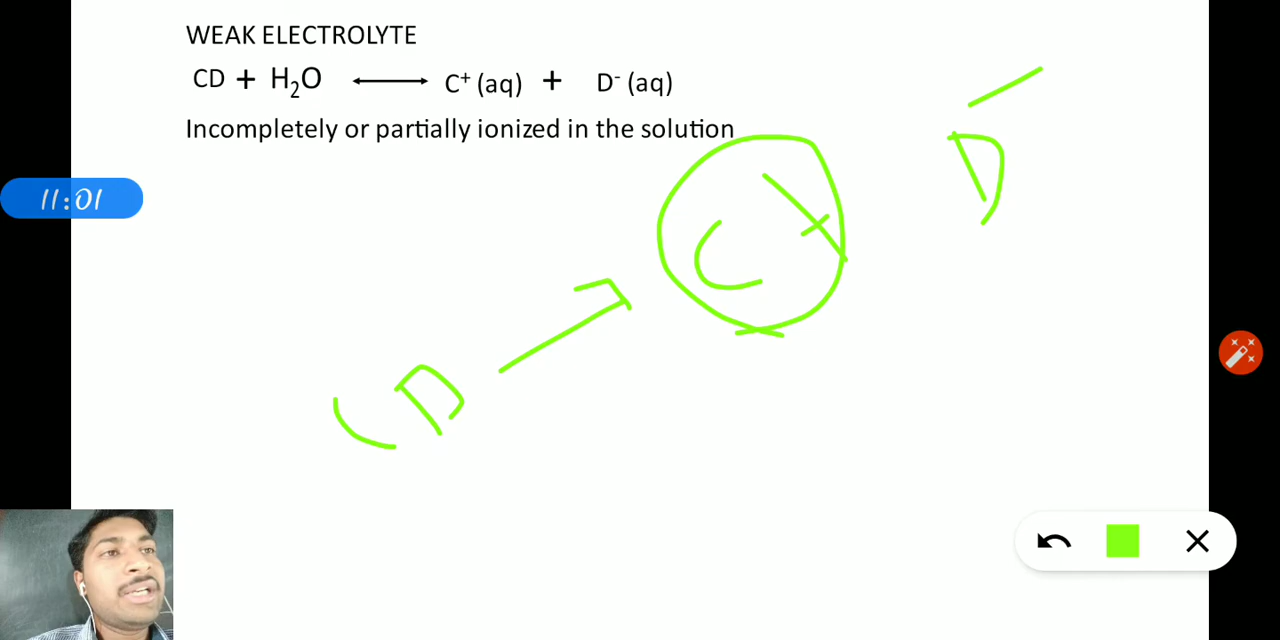 WEAK ELECTROLYTE
CD + H₂O ⟷ C⁺ (aq) + D⁻ (aq)
Incompletely or partially ionized in the solution
11:01
CD → C⁺ D⁻